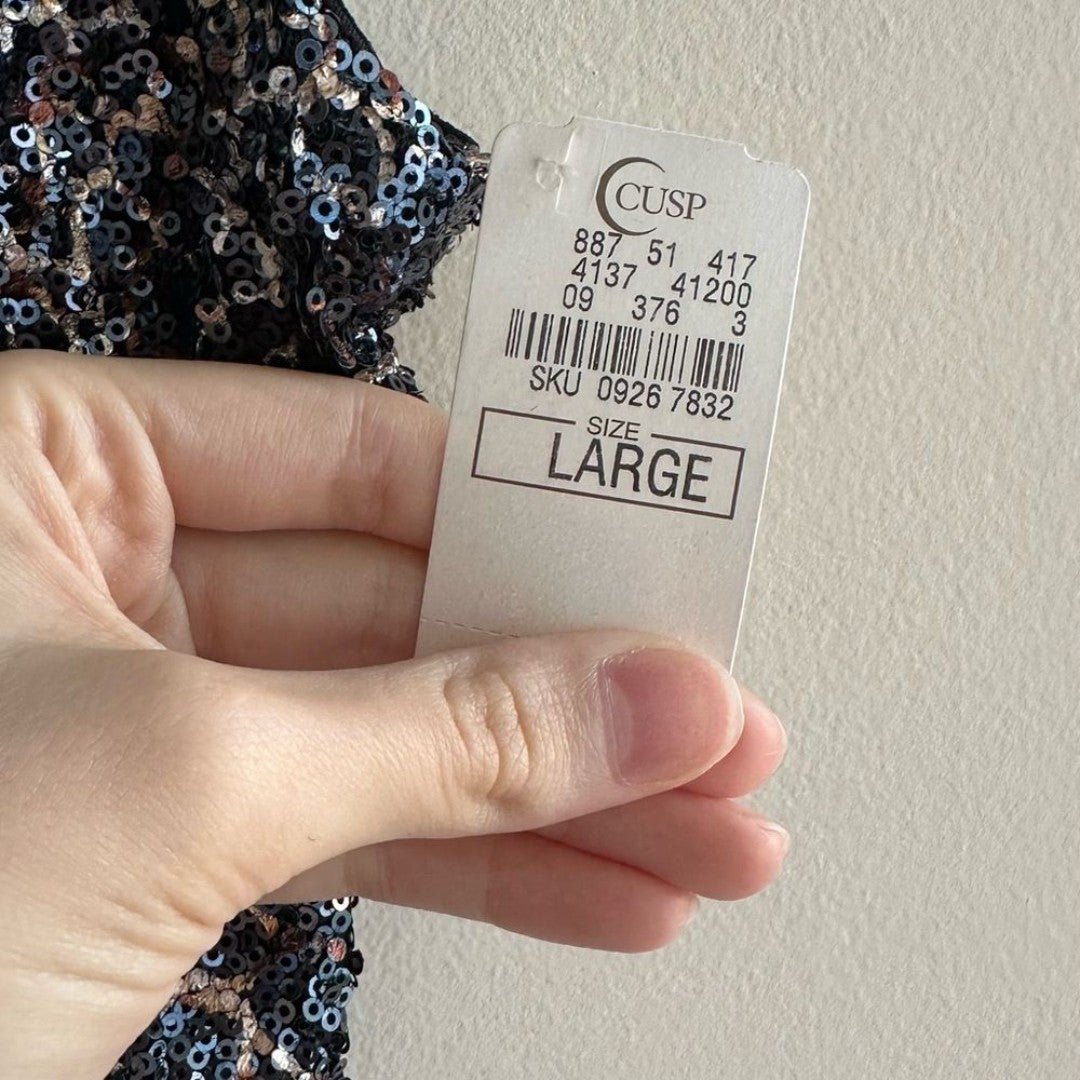 CUSP
887 51 417
4137 41200
09 376 3
SKU 0926 7832
SIZE
LARGE